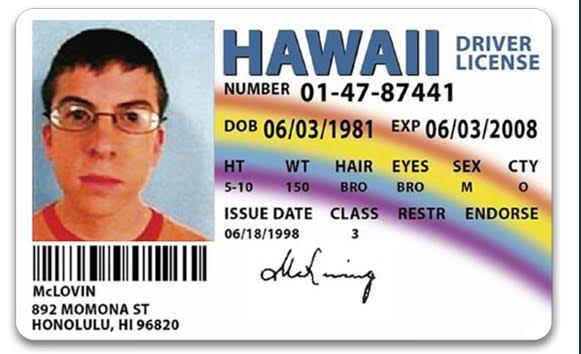 HAWAII DRIVER LICENSE
NUMBER 01-47-87441
DOB 06/03/1981 EXP 06/03/2008
HT WT HAIR EYES SEX CTY
5-10 150 BRO BRO M O
ISSUE DATE CLASS RESTR ENDORSE
06/18/1998 3
McLOVIN
892 MOMONA ST
HONOLULU, HI 96820